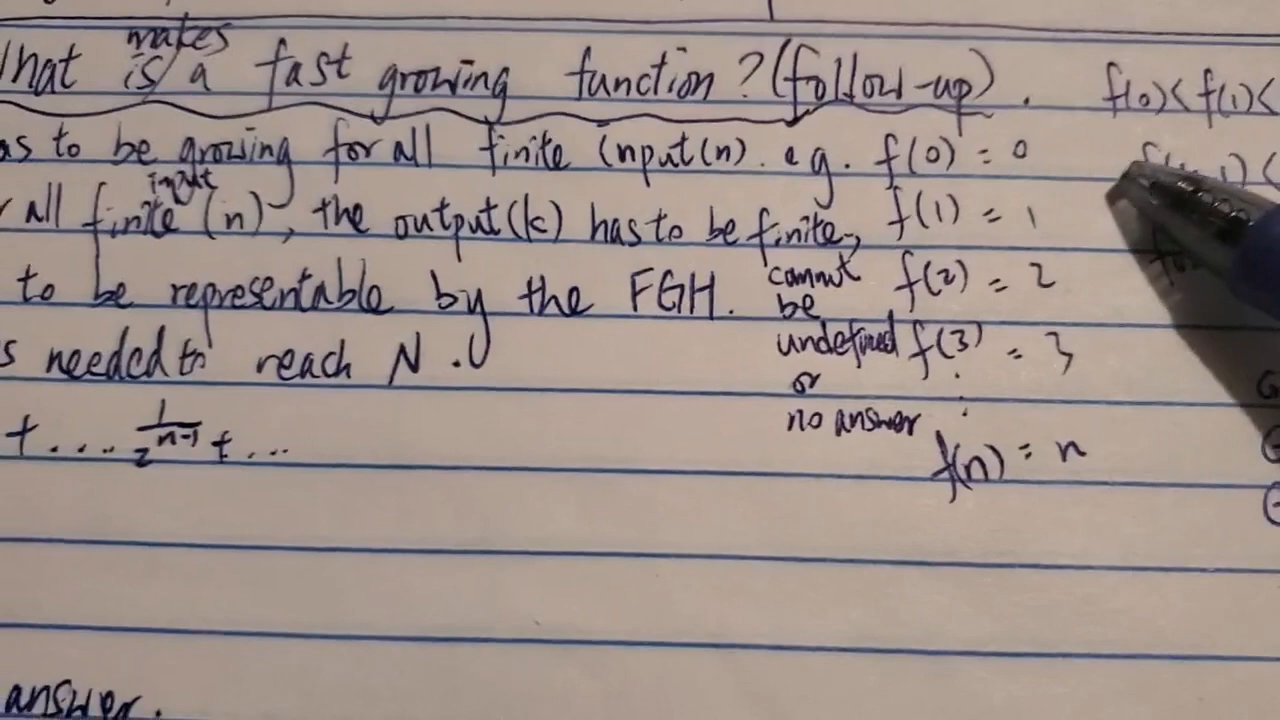 makes
What is a fast growing function? (follow-up). f(0)<f(1)<
as to be growing for all finite input(n). eg. f(0) = 0
input
r all finite (n), the output(k) has to be finite, f(1) = 1
to be representable by the FGH. cannot f(2) = 2
be
s needed to reach N. undefined f(3) = 3
or
+ .... 1/2^(n-1) + ... no answer
f(n) = n
answer.